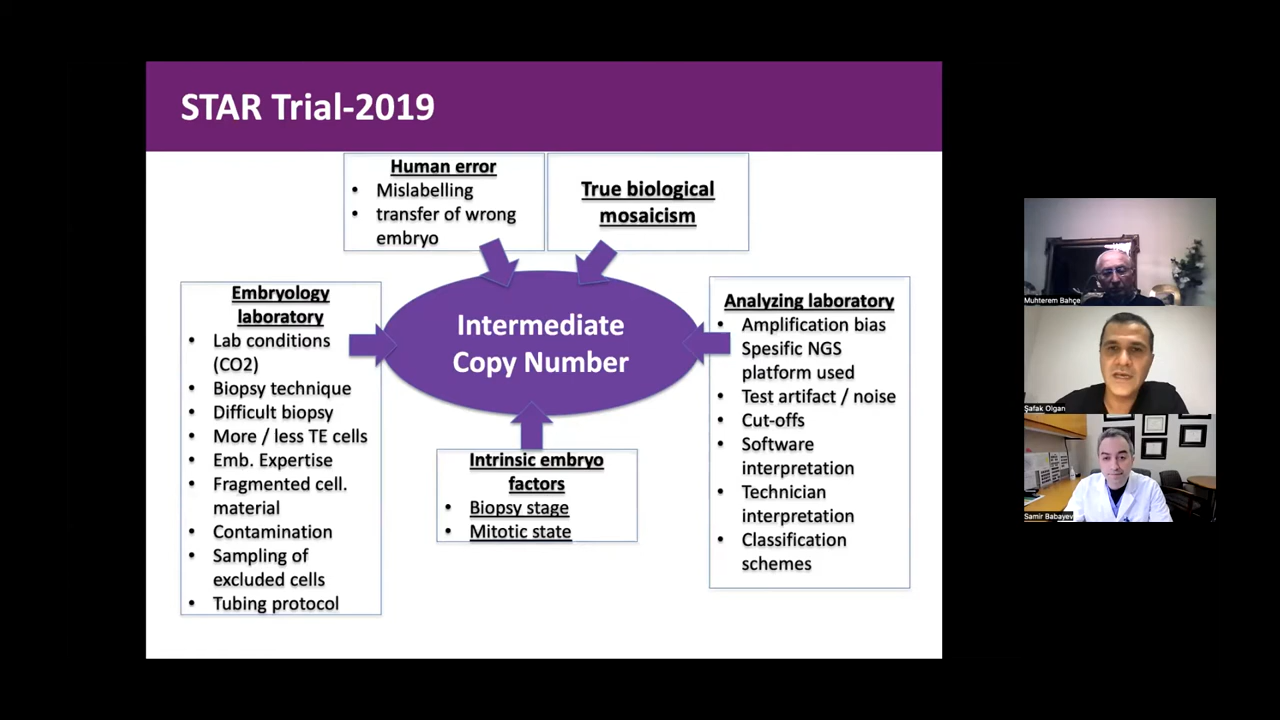 STAR Trial-2019
Human error
• Mislabelling
• transfer of wrong
embryo
True biological
mosaicism
Embryology
laboratory
• Lab conditions
(CO2)
• Biopsy technique
• Difficult biopsy
• More / less TE cells
• Emb. Expertise
• Fragmented cell.
material
• Contamination
• Sampling of
excluded cells
• Tubing protocol
Intermediate
Copy Number
Intrinsic embryo
factors
• Biopsy stage
• Mitotic state
Analyzing laboratory
• Amplification bias
Spesific NGS
platform used
• Test artifact / noise
• Cut-offs
• Software
interpretation
• Technician
interpretation
• Classification
schemes
Muhterem Bahçe
Şafak Olgan
Samir Babayev